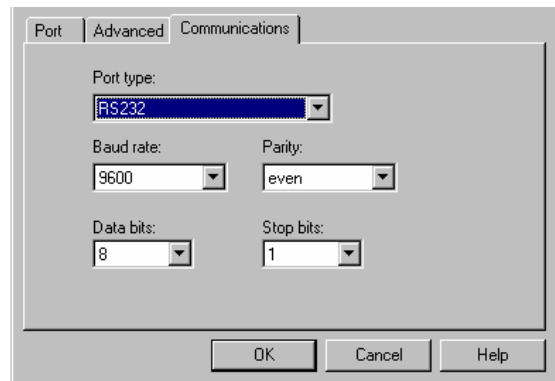 Port Advanced Communications
Port type:
RS232
Baud rate: Parity:
9600 even
Data bits: Stop bits:
8 1
OK Cancel Help